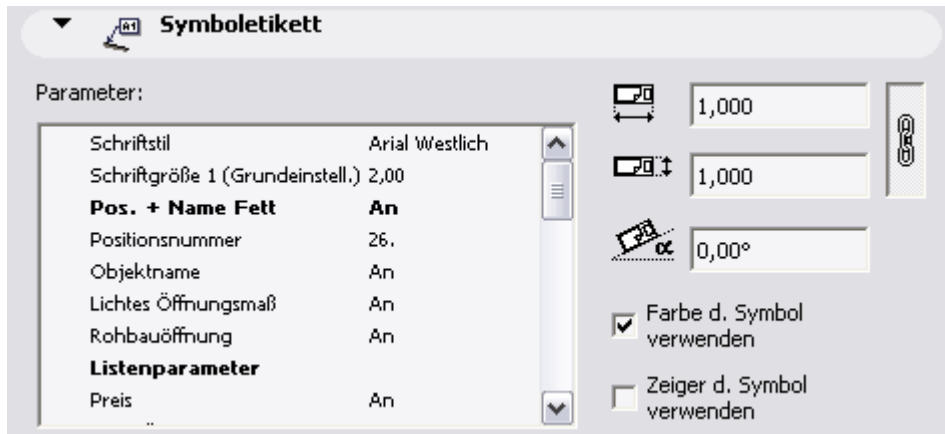 A1 Symboletikett
Parameter:
Schriftstil Arial Westlich
Schriftgröße 1 (Grundeinstell.) 2,00
Pos. + Name Fett An
Positionsnummer 26.
Objektname An
Lichtes Öffnungsmaß An
Rohbauöffnung An
Listenparameter
Preis An
1,000
1,000
α 0,00°
Farbe d. Symbol
verwenden
Zeiger d. Symbol
verwenden